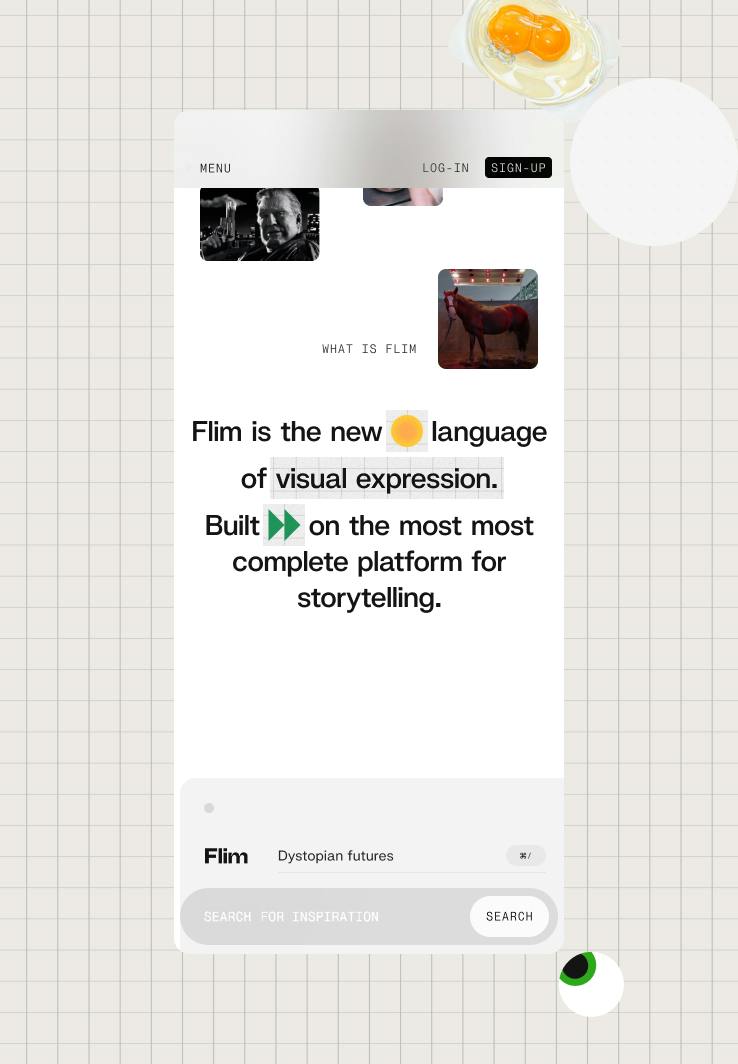 MENU
LOG-IN
SIGN-UP
WHAT IS FLIM
Flim is the new language
of visual expression.
Built on the most most
complete platform for
storytelling.
Flim
Dystopian futures
⌘/
SEARCH FOR INSPIRATION
SEARCH